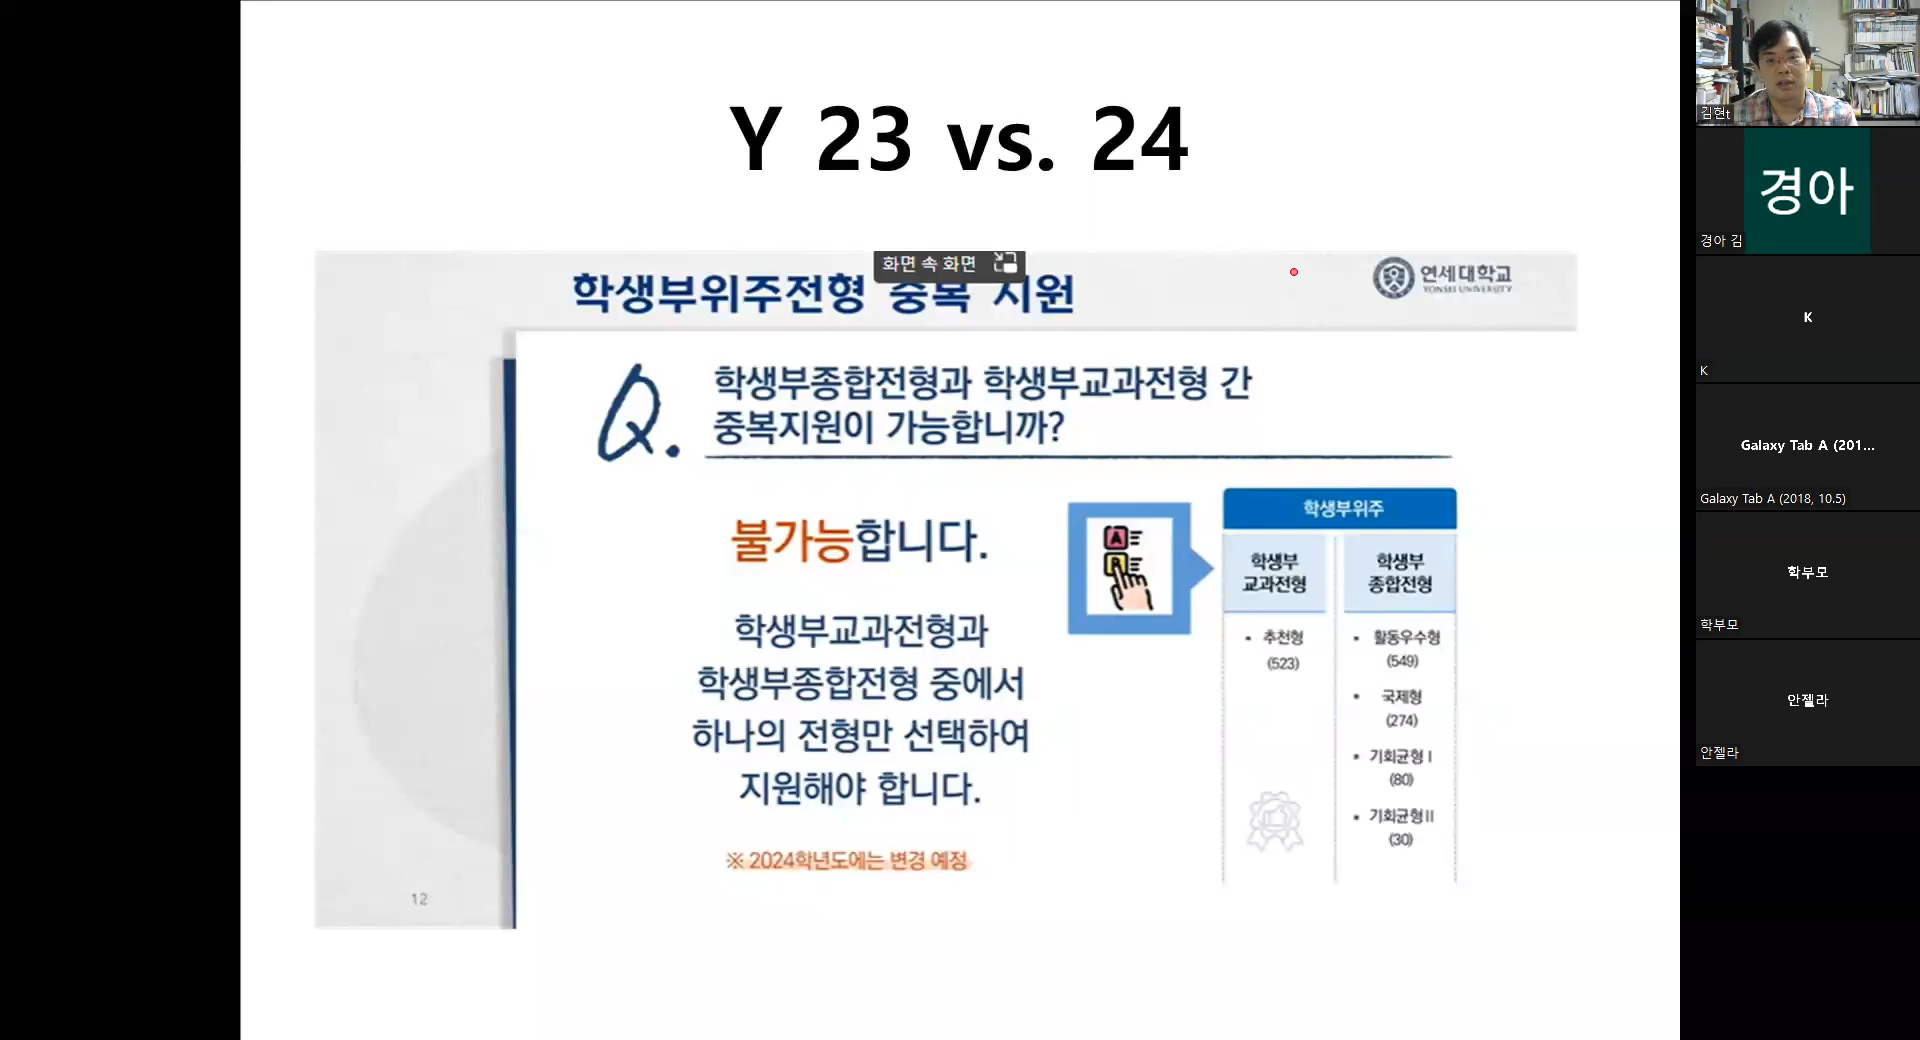 Y 23 vs. 24
화면 속 화면
학생부위주전형 중복 지원
연세대학교
YONSEI UNIVERSITY
Q.
학생부종합전형과 학생부교과전형 간
중복지원이 가능합니까?
불가능합니다.
학생부교과전형과
학생부종합전형 중에서
하나의 전형만 선택하여
지원해야 합니다.
※ 2024학년도에는 변경 예정
12
A
학생부위주
학생부
교과전형
• 추천형
(523)
학생부
종합전형
• 활동우수형
(549)
• 국제형
(274)
• 기회균형 I
(80)
• 기회균형 II
(30)
김현t
경아
경아 김
K
K
Galaxy Tab A (201...
Galaxy Tab A (2018, 10.5)
학부모
학부모
안젤라
안젤라